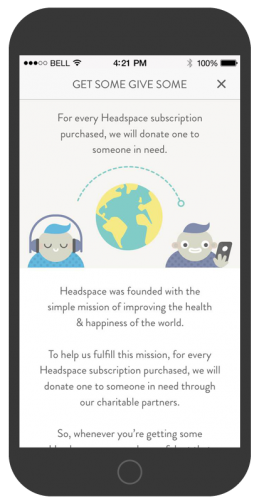 BELL 4:21 PM 100%
GET SOME GIVE SOME ×
For every Headspace subscription
purchased, we will donate one to
someone in need.
Headspace was founded with the
simple mission of improving the health
& happiness of the world.
To help us fulfill this mission, for every
Headspace subscription purchased, we will
donate one to someone in need through
our charitable partners.
So, whenever you're getting some